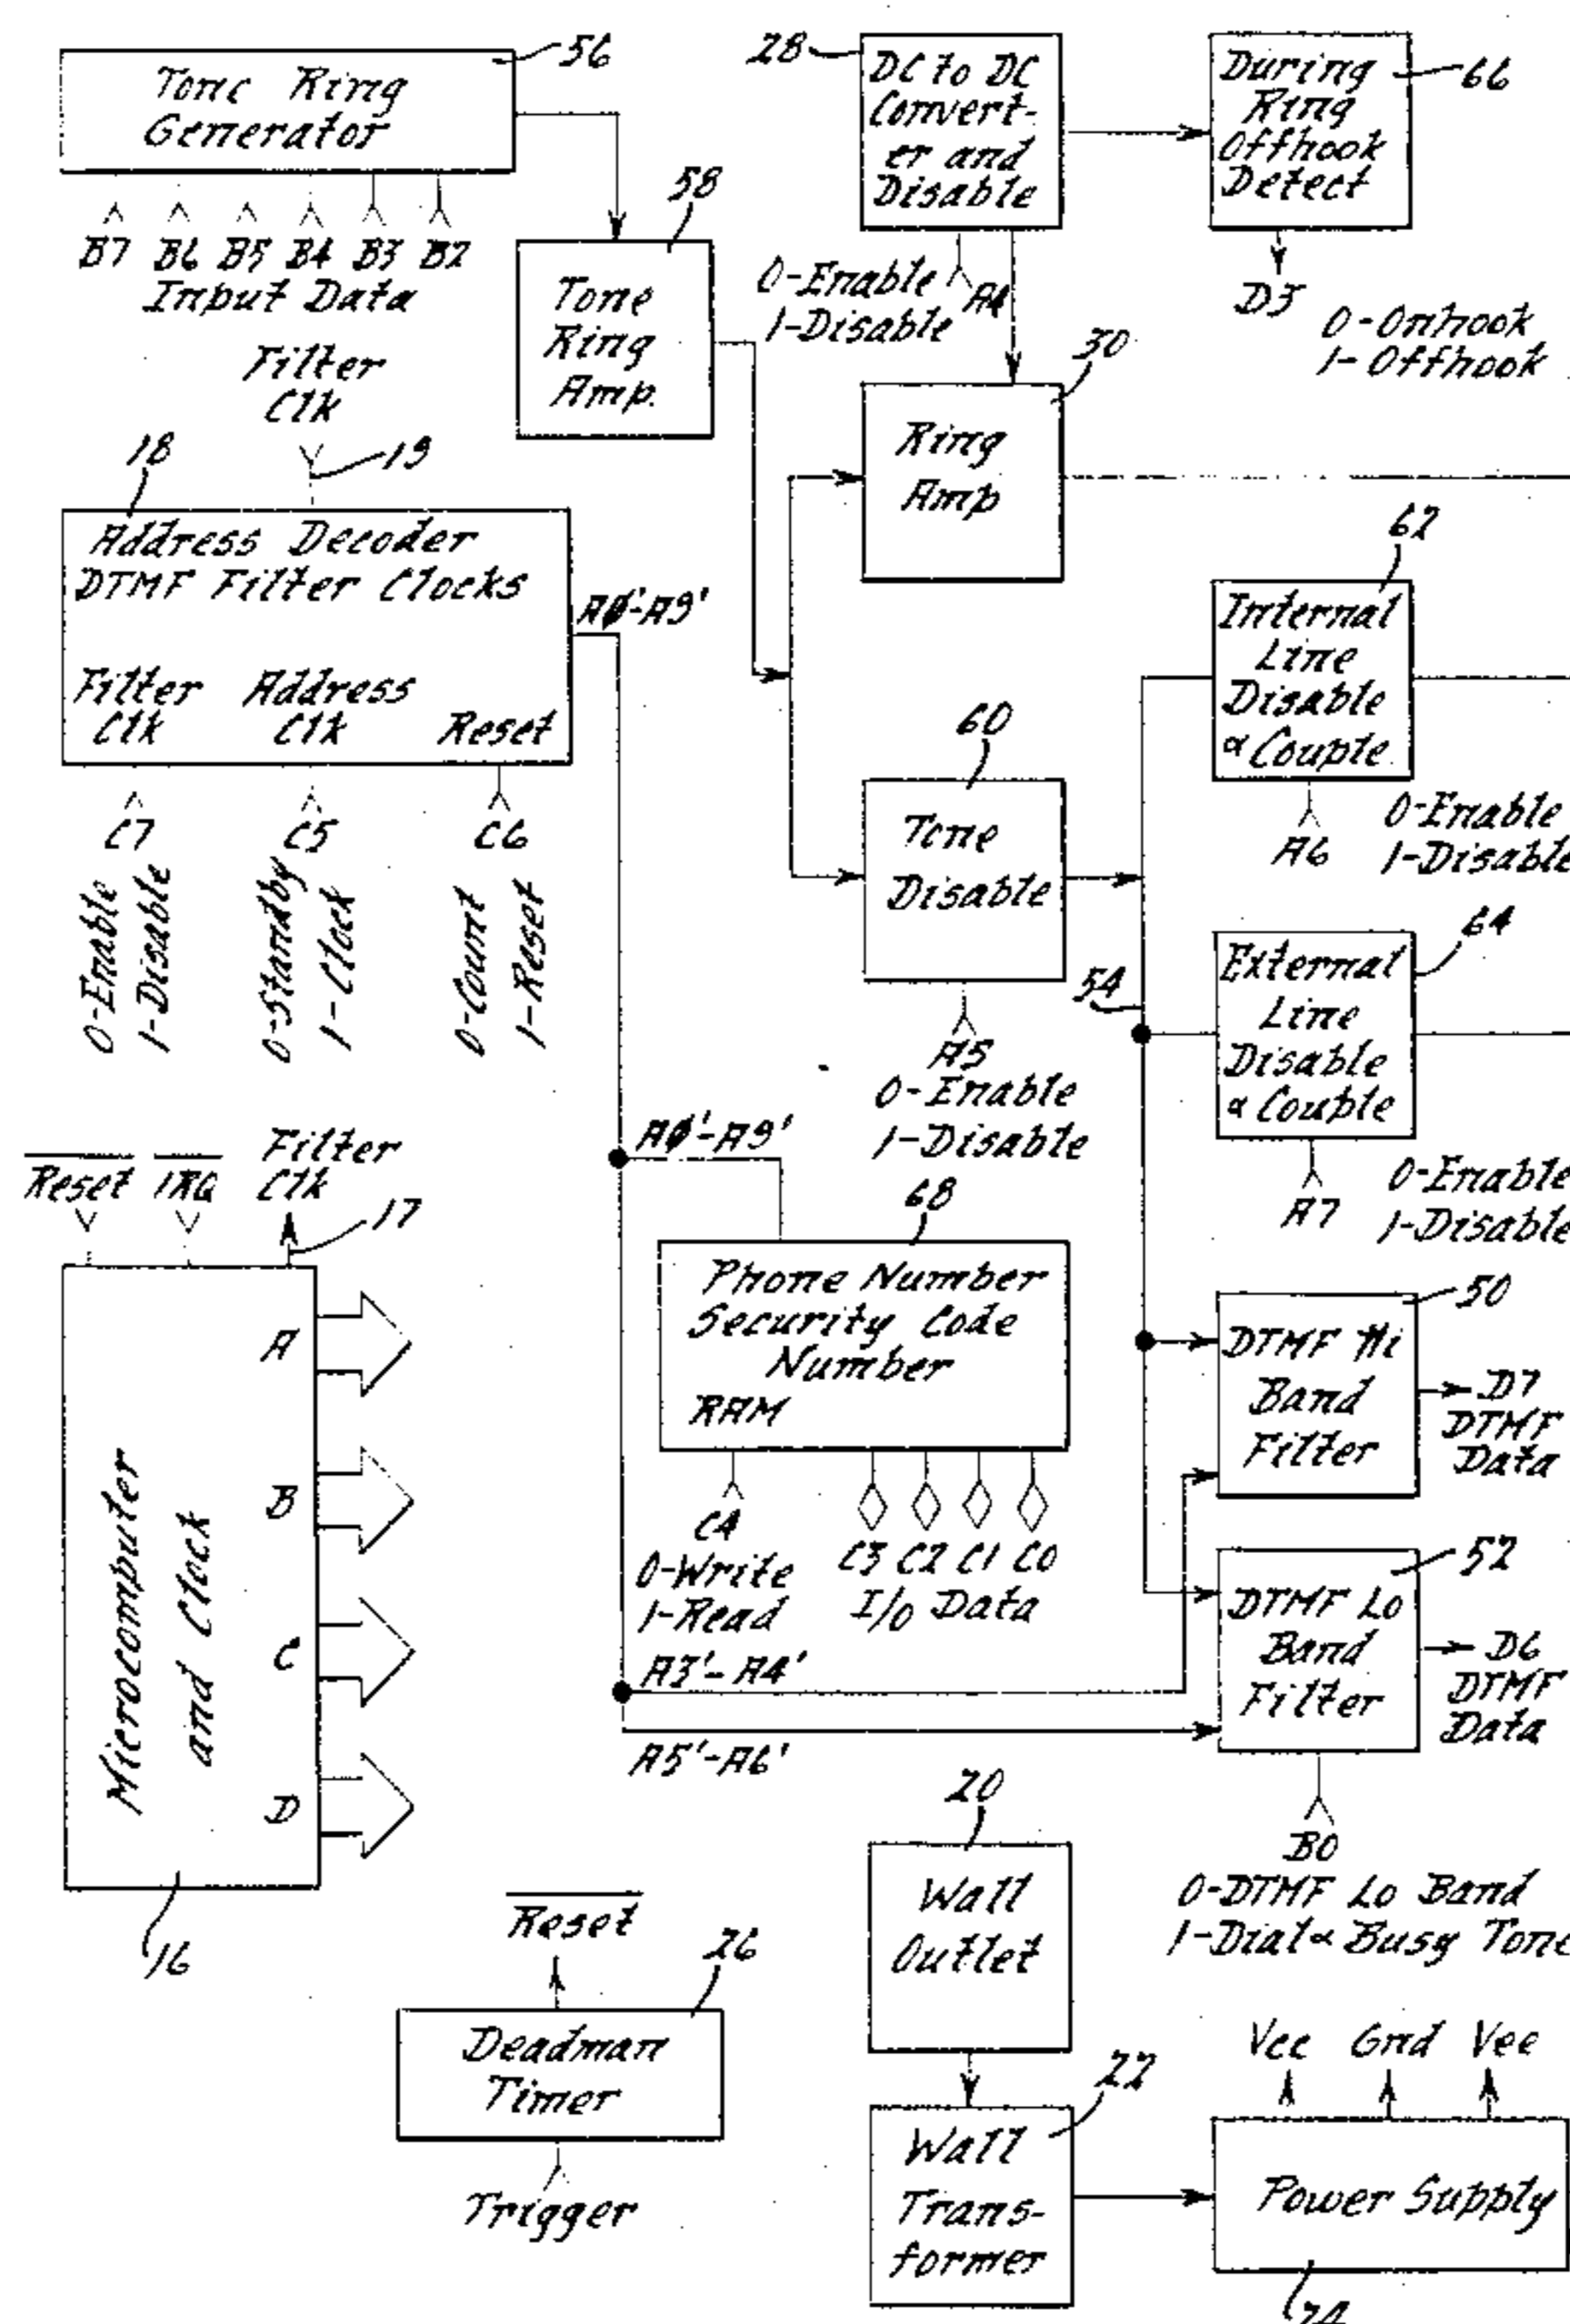 56
Tone Ring
Generator
B7 B6 B5 B4 B3 B2
Input Data
58
Tone
Ring
Amp.
28
DC to DC
Convert-
er and
Disable
0-Enable
1-Disable
A4
66
During
Ring
Offhook
Detect
0-Onhook
1-Offhook
30
Ring
Amp
Filter
Clk
19
18
Address Decoder
DTMF Filter Clocks
Filter
Clk
Address
Clk
Reset
A0'-A9'
C7
0-Enable
1-Disable
C5
0-Standby
1-Clock
C6
0-Count
1-Reset
60
Tone
Disable
A5
0-Enable
1-Disable
62
Internal
Line
Disable
& Couple
A6
0-Enable
1-Disable
54
64
External
Line
Disable
& Couple
A7
0-Enable
1-Disable
Reset IRQ
Filter
Clk
17
A
B
C
D
Microcomputer
and Clock
16
A0'-A9'
68
Phone Number
Security Code
Number
RAM
C4
0-Write
1-Read
C3 C2 C1 C0
I/O Data
A3'-A4'
A5'-A6'
50
DTMF Hi
Band
Filter
D7
DTMF
Data
52
DTMF Lo
Band
Filter
D6
DTMF
Data
B0
0-DTMF Lo Band
1-Dial & Busy Tone
Reset
26
Deadman
Timer
Trigger
20
Wall
Outlet
22
Wall
Trans-
former
Vcc Gnd Vee
Power Supply